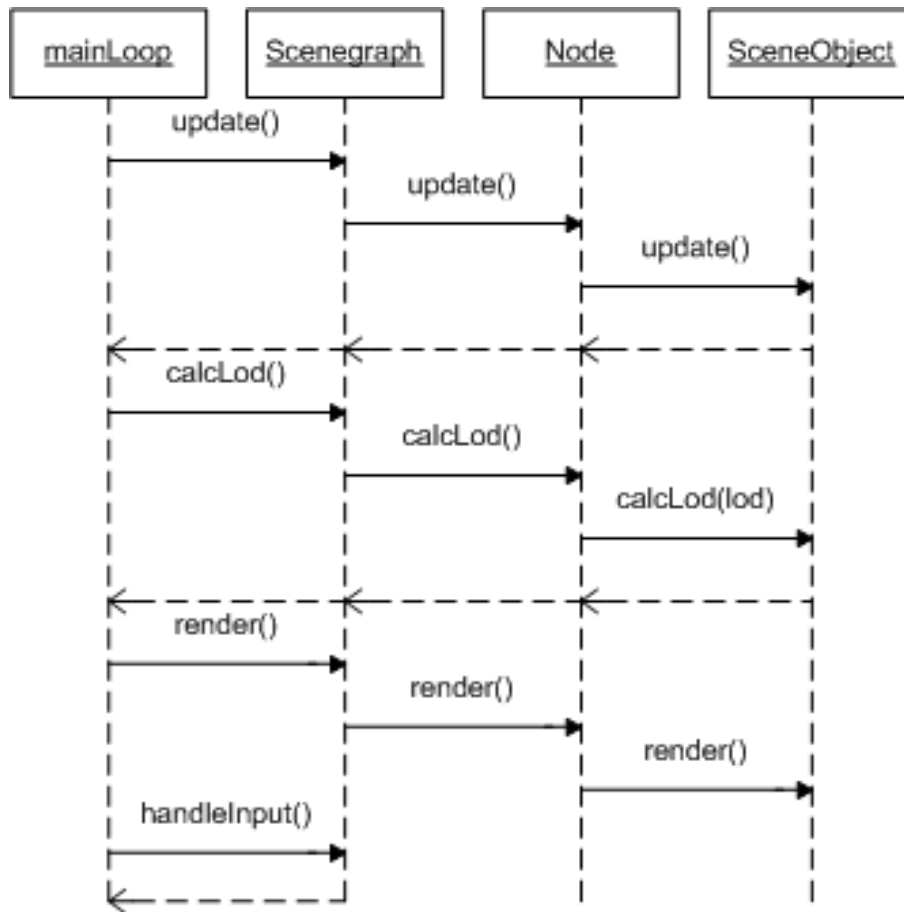 mainLoop
Scenegraph
Node
SceneObject
update()
update()
update()
calcLod()
calcLod()
calcLod(lod)
render()
render()
render()
handleInput()